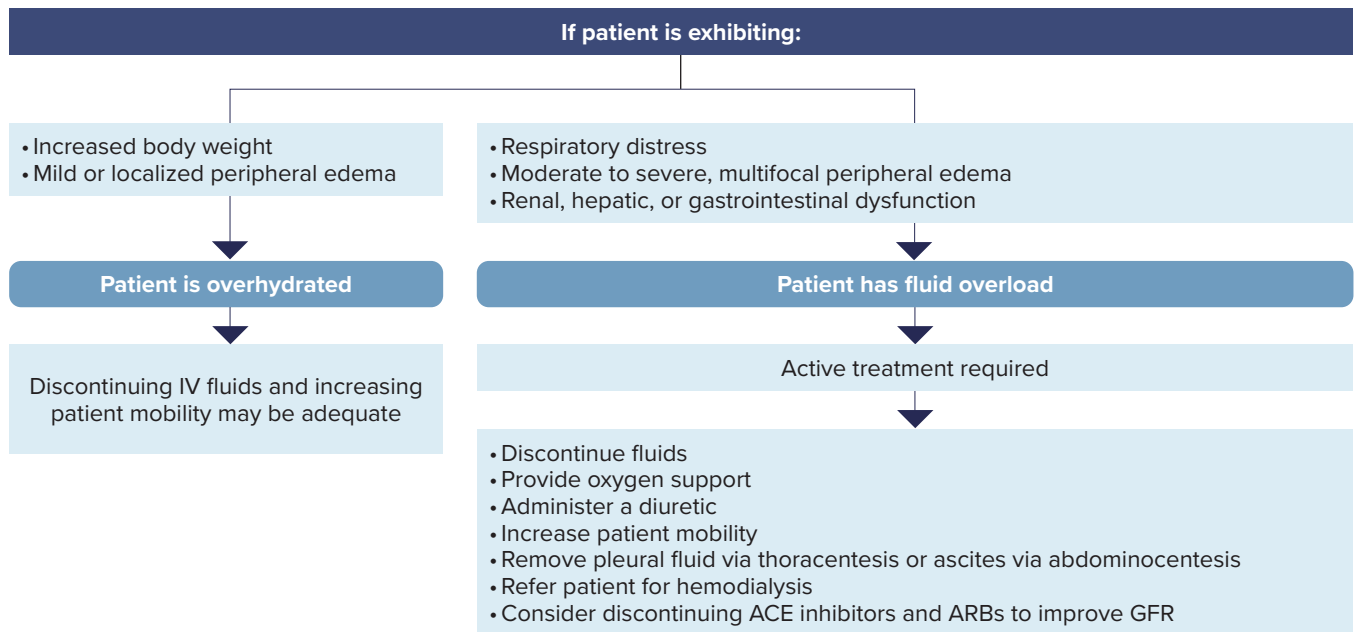 If patient is exhibiting:
• Increased body weight
• Mild or localized peripheral edema
• Respiratory distress
• Moderate to severe, multifocal peripheral edema
• Renal, hepatic, or gastrointestinal dysfunction
Patient is overhydrated
Patient has fluid overload
Discontinuing IV fluids and increasing
patient mobility may be adequate
Active treatment required
• Discontinue fluids
• Provide oxygen support
• Administer a diuretic
• Increase patient mobility
• Remove pleural fluid via thoracentesis or ascites via abdominocentesis
• Refer patient for hemodialysis
• Consider discontinuing ACE inhibitors and ARBs to improve GFR